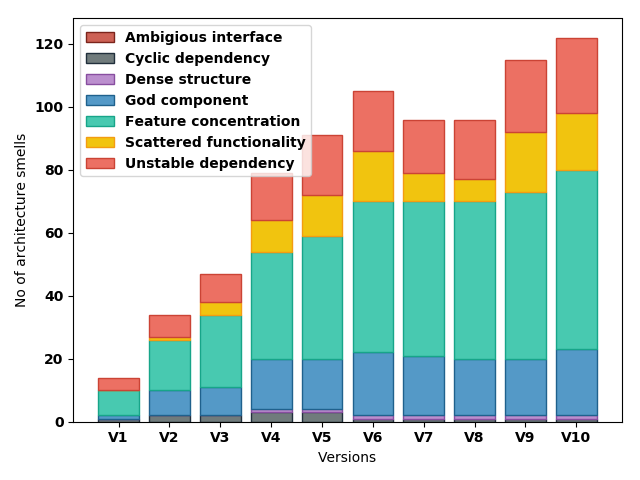 Ambigious interface
Cyclic dependency
Dense structure
God component
Feature concentration
Scattered functionality
Unstable dependency
120
100
80
60
40
20
0
No of architecture smells
V1 V2 V3 V4 V5 V6 V7 V8 V9 V10
Versions